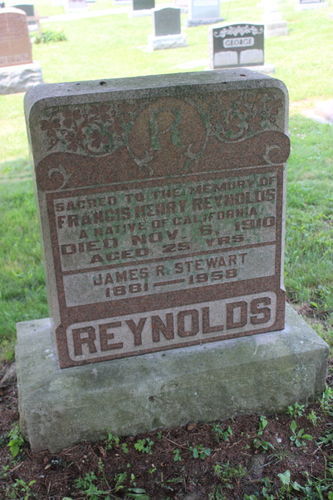 GEORGE
R
SACRED TO THE MEMORY OF
FRANCIS HENRY REYNOLDS
A NATIVE OF CALIFORNIA
DIED NOV. 6, 1910
AGED 25 YRS.
JAMES R. STEWART
1881 — 1958
REYNOLDS